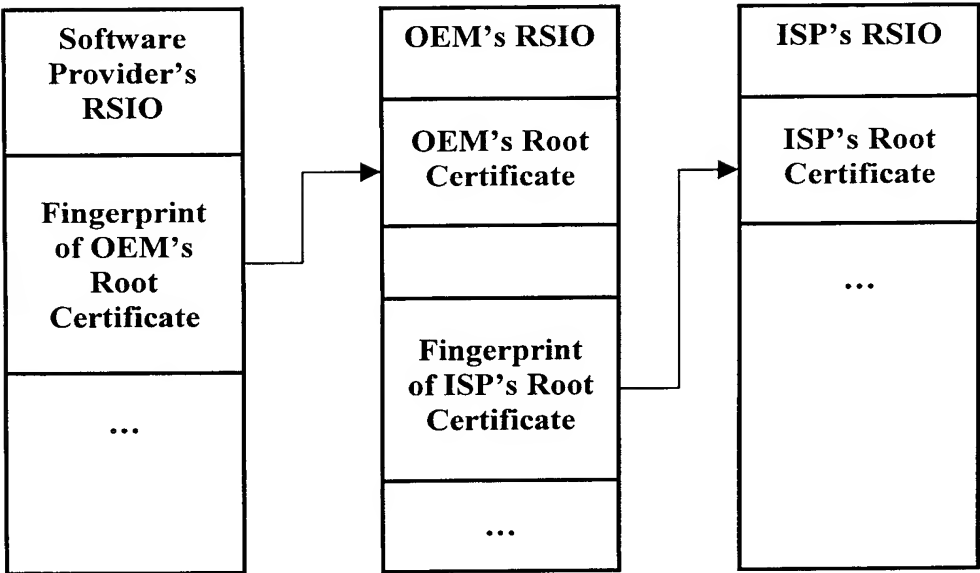 Software
Provider's
RSIO
Fingerprint
of OEM's
Root
Certificate
...
OEM's RSIO
OEM's Root
Certificate
Fingerprint
of ISP's Root
Certificate
...
ISP's RSIO
ISP's Root
Certificate
...